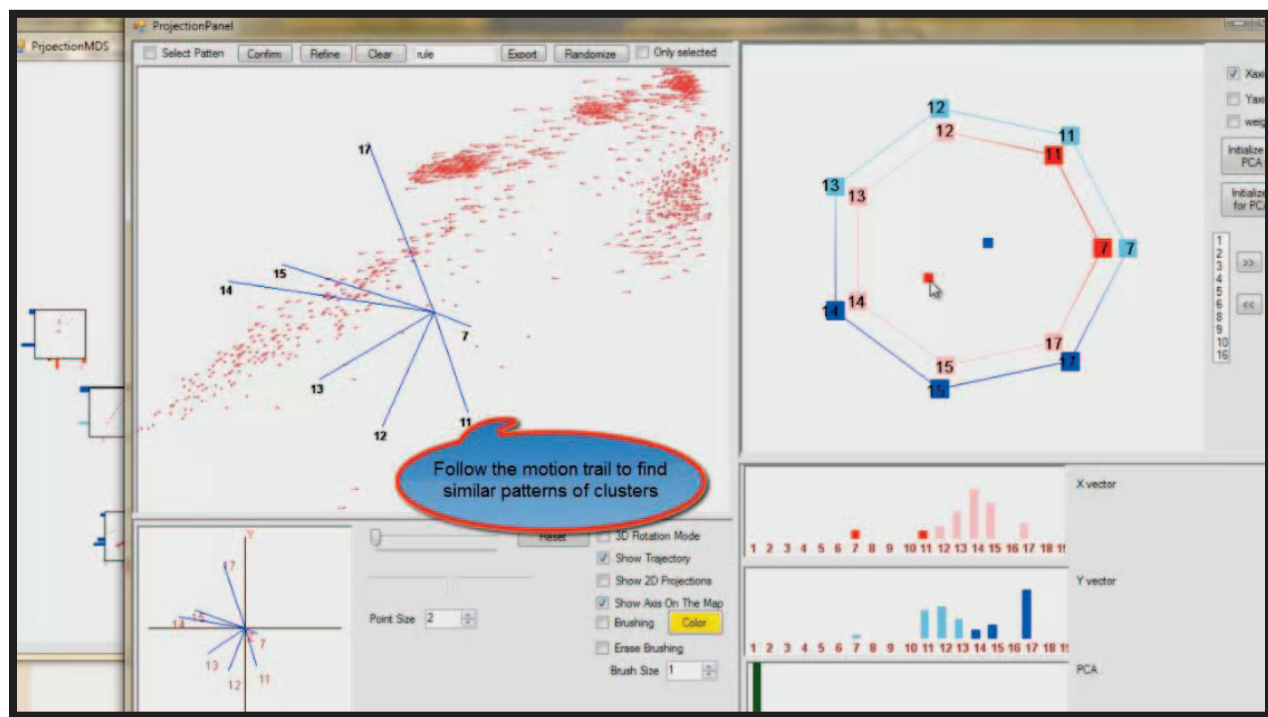 ProjectionPanel
PrjoectionMDS
Select Patten Confirm Refine Clear rule Export Randomize Only selected
17
15
14
7
13
12
11
Follow the motion trail to find
similar patterns of clusters
12
12
11
11
13
13
7
7
14
14
17
17
15
15
Initialize
PCA
Initialize
for PC
1
2
3
4
5
6
8
9
10
16
>>
<<
Y
17
15
14
7
13
12
11
Reset
3D Rotation Mode
Show Trajectory
Show 2D Projections
Point Size 2
Show Axis On The Map
Brushing Color
Erase Brushing
Brush Size 1
X vector
1 2 3 4 5 6 7 8 9 10 11 12 13 14 15 16 17 18
Y vector
1 2 3 4 5 6 7 8 9 10 11 12 13 14 15 16 17 18
PCA